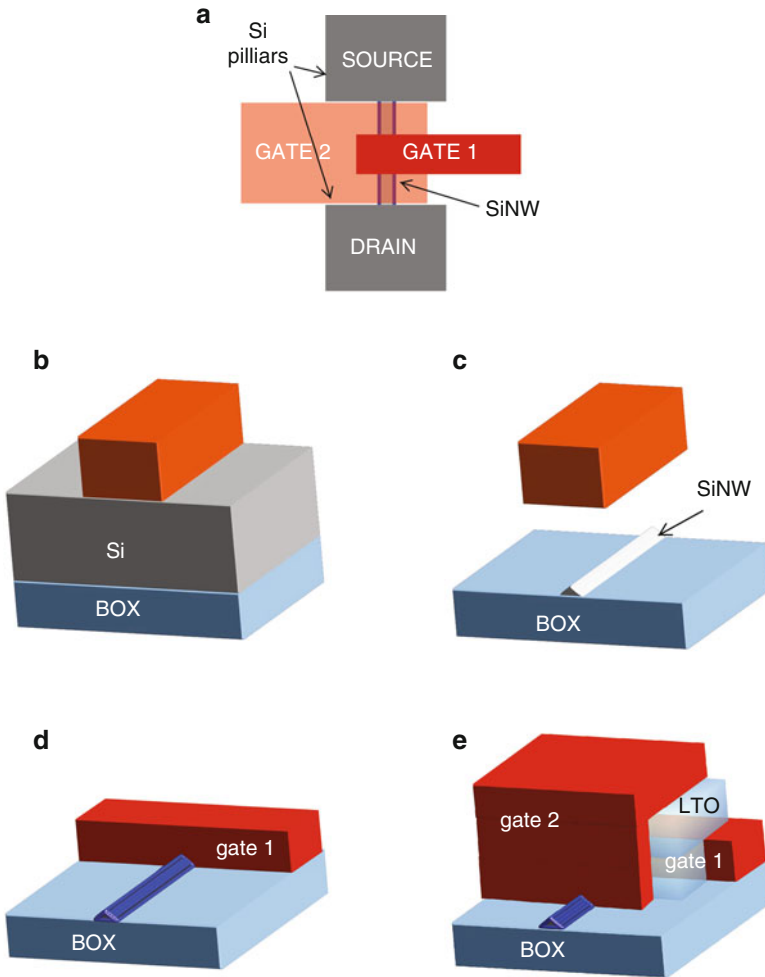 a
Si
pilliars
SOURCE
GATE 2
GATE 1
SiNW
DRAIN
b
Si
BOX
c
SiNW
BOX
d
gate 1
BOX
e
LTO
gate 2
gate 1
BOX